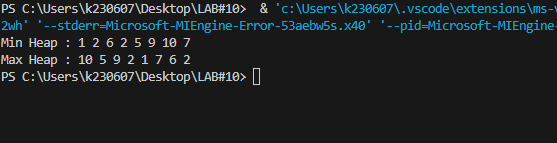 PS C:\Users\k230607\Desktop\LAB#10>  & 'c:\Users\k230607\.vscode\extensions\ms-v
2wh' '--stderr=Microsoft-MIEngine-Error-53aebw5s.x40' '--pid=Microsoft-MIEngine-
Min Heap : 1 2 6 2 5 9 10 7
Max Heap : 10 5 9 2 1 7 6 2
PS C:\Users\k230607\Desktop\LAB#10>